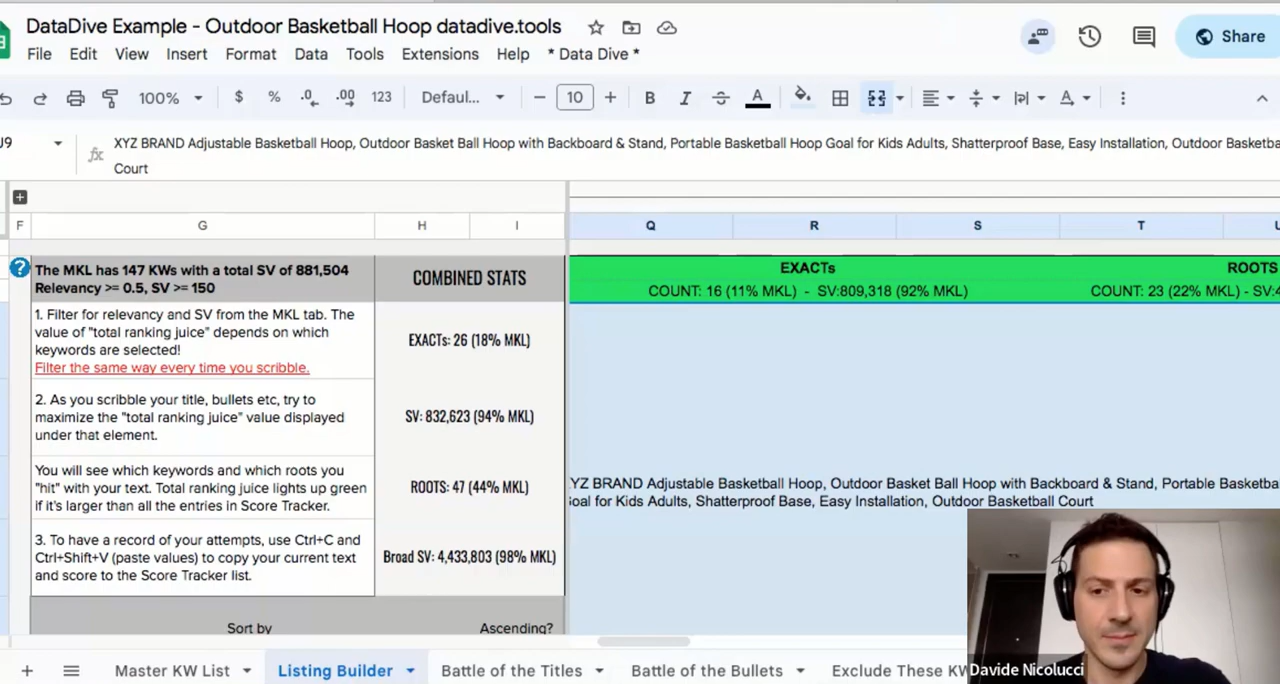 DataDive Example - Outdoor Basketball Hoop datadive.tools
File Edit View Insert Format Data Tools Extensions Help * Data Dive *
Share
100% $ % .0 .00 123 Defaul... 10 B I A
J9
XYZ BRAND Adjustable Basketball Hoop, Outdoor Basket Ball Hoop with Backboard & Stand, Portable Basketball Hoop Goal for Kids Adults, Shatterproof Base, Easy Installation, Outdoor Basketba
Court
F G H I Q R S T U
The MKL has 147 KWs with a total SV of 881,504
Relevancy >= 0.5, SV >= 150
COMBINED STATS
EXACTs
COUNT: 16 (11% MKL) - SV:809,318 (92% MKL)
ROOTS
COUNT: 23 (22% MKL) - SV:4
1. Filter for relevancy and SV from the MKL tab. The
value of "total ranking juice" depends on which
keywords are selected!
Filter the same way every time you scribble.
EXACTs: 26 (18% MKL)
2. As you scribble your title, bullets etc, try to
maximize the "total ranking juice" value displayed
under that element.
SV: 832,623 (94% MKL)
You will see which keywords and which roots you
"hit" with your text. Total ranking juice lights up green
if it's larger than all the entries in Score Tracker.
ROOTS: 47 (44% MKL)
XYZ BRAND Adjustable Basketball Hoop, Outdoor Basket Ball Hoop with Backboard & Stand, Portable Basketba
Goal for Kids Adults, Shatterproof Base, Easy Installation, Outdoor Basketball Court
3. To have a record of your attempts, use Ctrl+C and
Ctrl+Shift+V (paste values) to copy your current text
and score to the Score Tracker list.
Broad SV: 4,433,803 (98% MKL)
Sort by
Ascending?
Master KW List Listing Builder Battle of the Titles Battle of the Bullets Exclude These KW
Davide Nicolucci